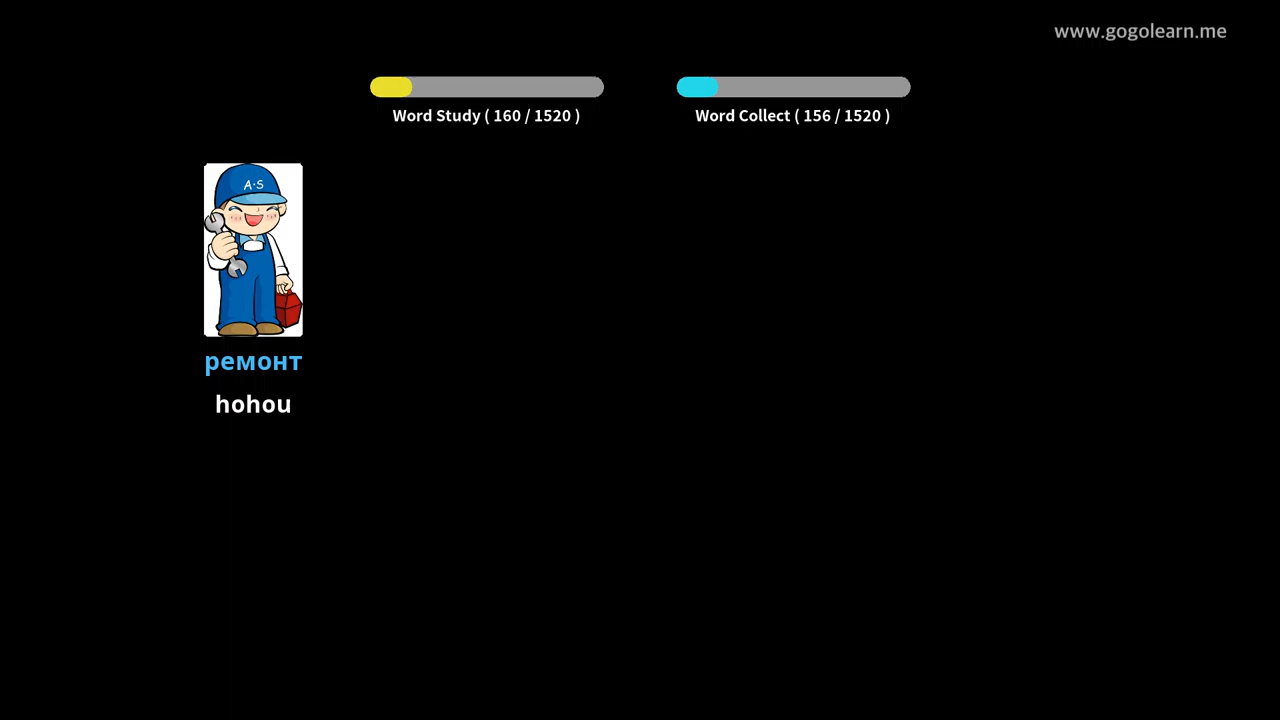 www.gogolearn.me
Word Study ( 160 / 1520 )
Word Collect ( 156 / 1520 )
A·S
ремонт
hohou